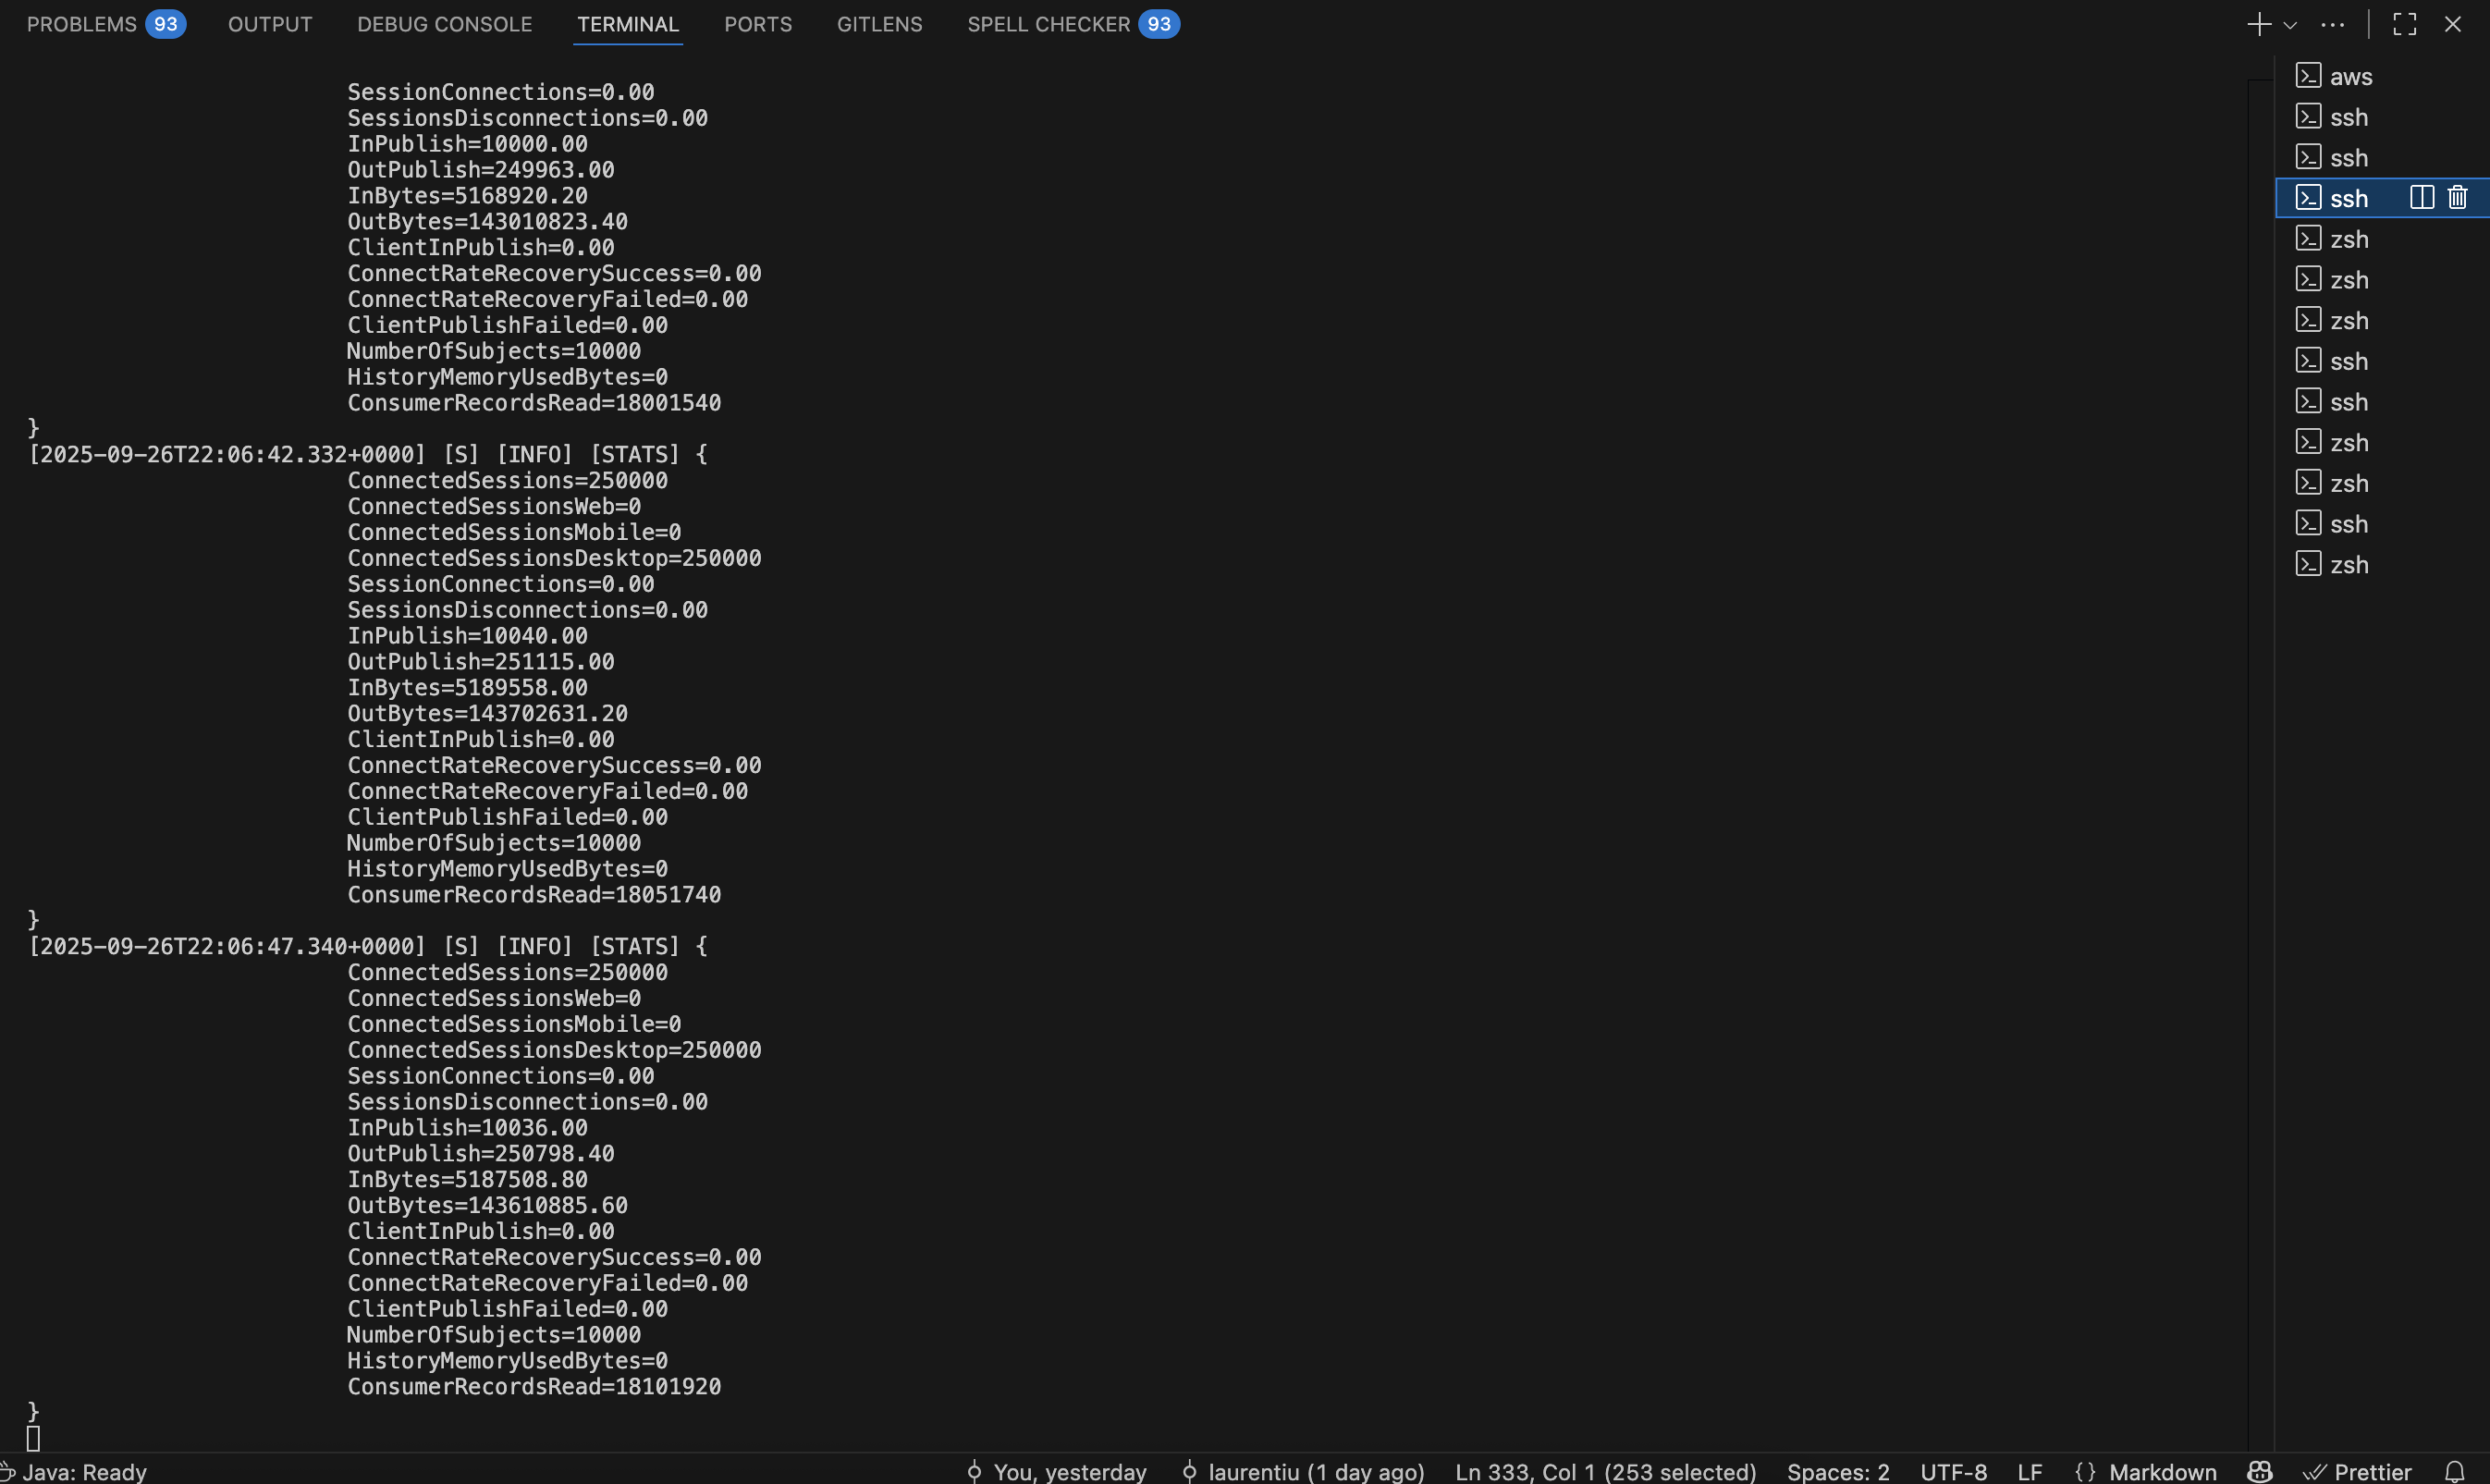 PROBLEMS 93 OUTPUT DEBUG CONSOLE TERMINAL PORTS GITLENS SPELL CHECKER 93
SessionConnections=0.00
SessionsDisconnections=0.00
InPublish=10000.00
OutPublish=249963.00
InBytes=5168920.20
OutBytes=143010823.40
ClientInPublish=0.00
ConnectRateRecoverySuccess=0.00
ConnectRateRecoveryFailed=0.00
ClientPublishFailed=0.00
NumberOfSubjects=10000
HistoryMemoryUsedBytes=0
ConsumerRecordsRead=18001540
}
[2025-09-26T22:06:42.332+0000] [S] [INFO] [STATS] {
ConnectedSessions=250000
ConnectedSessionsWeb=0
ConnectedSessionsMobile=0
ConnectedSessionsDesktop=250000
SessionConnections=0.00
SessionsDisconnections=0.00
InPublish=10040.00
OutPublish=251115.00
InBytes=5189558.00
OutBytes=143702631.20
ClientInPublish=0.00
ConnectRateRecoverySuccess=0.00
ConnectRateRecoveryFailed=0.00
ClientPublishFailed=0.00
NumberOfSubjects=10000
HistoryMemoryUsedBytes=0
ConsumerRecordsRead=18051740
}
[2025-09-26T22:06:47.340+0000] [S] [INFO] [STATS] {
ConnectedSessions=250000
ConnectedSessionsWeb=0
ConnectedSessionsMobile=0
ConnectedSessionsDesktop=250000
SessionConnections=0.00
SessionsDisconnections=0.00
InPublish=10036.00
OutPublish=250798.40
InBytes=5187508.80
OutBytes=143610885.60
ClientInPublish=0.00
ConnectRateRecoverySuccess=0.00
ConnectRateRecoveryFailed=0.00
ClientPublishFailed=0.00
NumberOfSubjects=10000
HistoryMemoryUsedBytes=0
ConsumerRecordsRead=18101920
}
aws
ssh
ssh
ssh
zsh
zsh
zsh
ssh
ssh
zsh
zsh
ssh
zsh
Java: Ready You, yesterday laurentiu (1 day ago) Ln 333, Col 1 (253 selected) Spaces: 2 UTF-8 LF {} Markdown Prettier